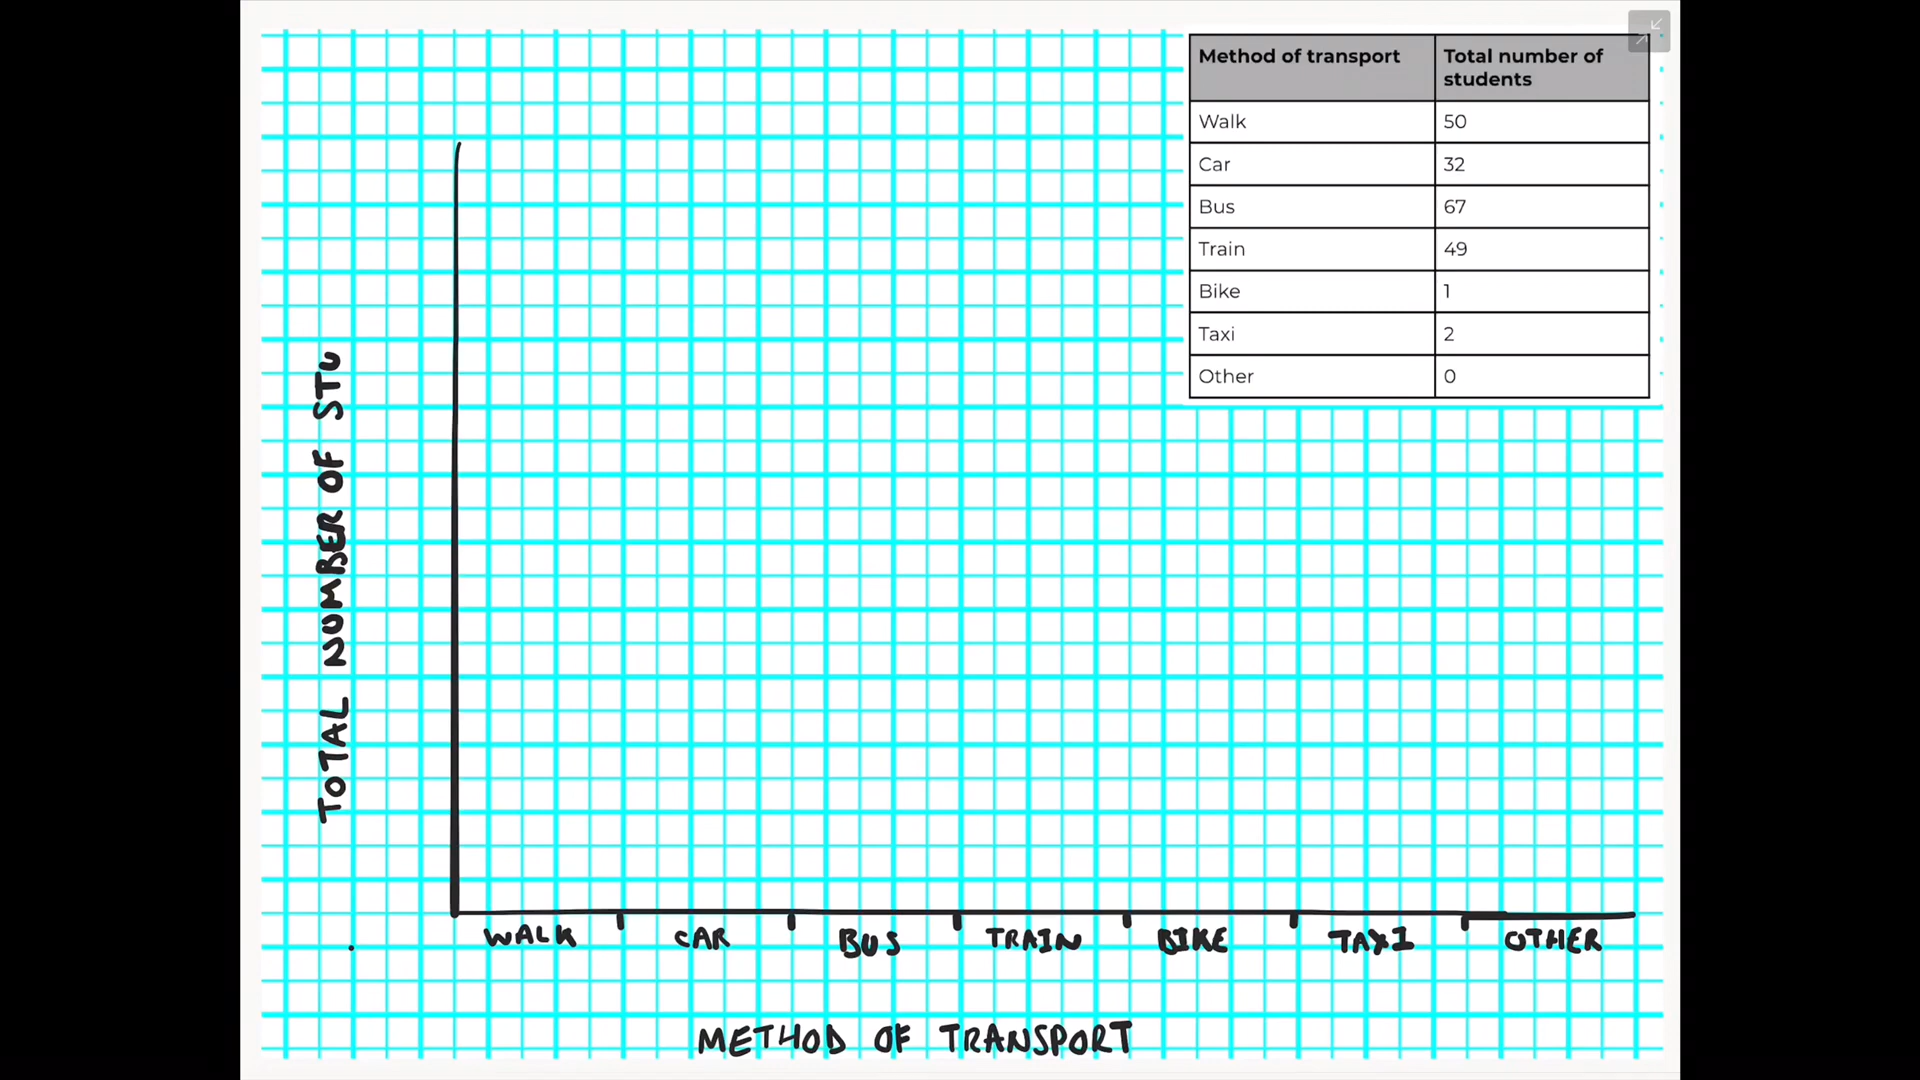 Method of transport Total number of
students
Walk 50
Car 32
Bus 67
Train 49
Bike 1
Taxi 2
Other 0
TOTAL NUMBER OF STU
WALK CAR BUS TRAIN BIKE TAXI OTHER
METHOD OF TRANSPORT